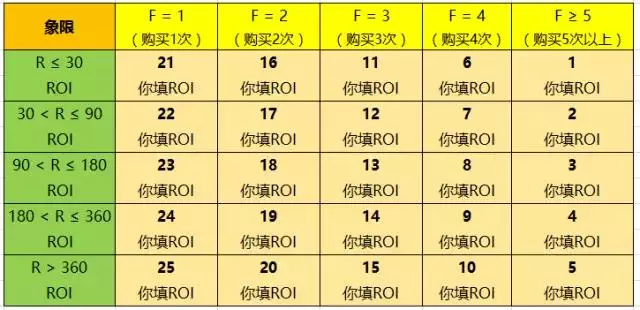 象限 F = 1 F = 2 F = 3 F = 4 F ≥ 5
（购买1次） （购买2次） （购买3次） （购买4次） （购买5次以上）
R ≤ 30 21 16 11 6 1
ROI 你填ROI 你填ROI 你填ROI 你填ROI 你填ROI
30 < R ≤ 90 22 17 12 7 2
ROI 你填ROI 你填ROI 你填ROI 你填ROI 你填ROI
90 < R ≤ 180 23 18 13 8 3
ROI 你填ROI 你填ROI 你填ROI 你填ROI 你填ROI
180 < R ≤ 360 24 19 14 9 4
ROI 你填ROI 你填ROI 你填ROI 你填ROI 你填ROI
R > 360 25 20 15 10 5
ROI 你填ROI 你填ROI 你填ROI 你填ROI 你填ROI